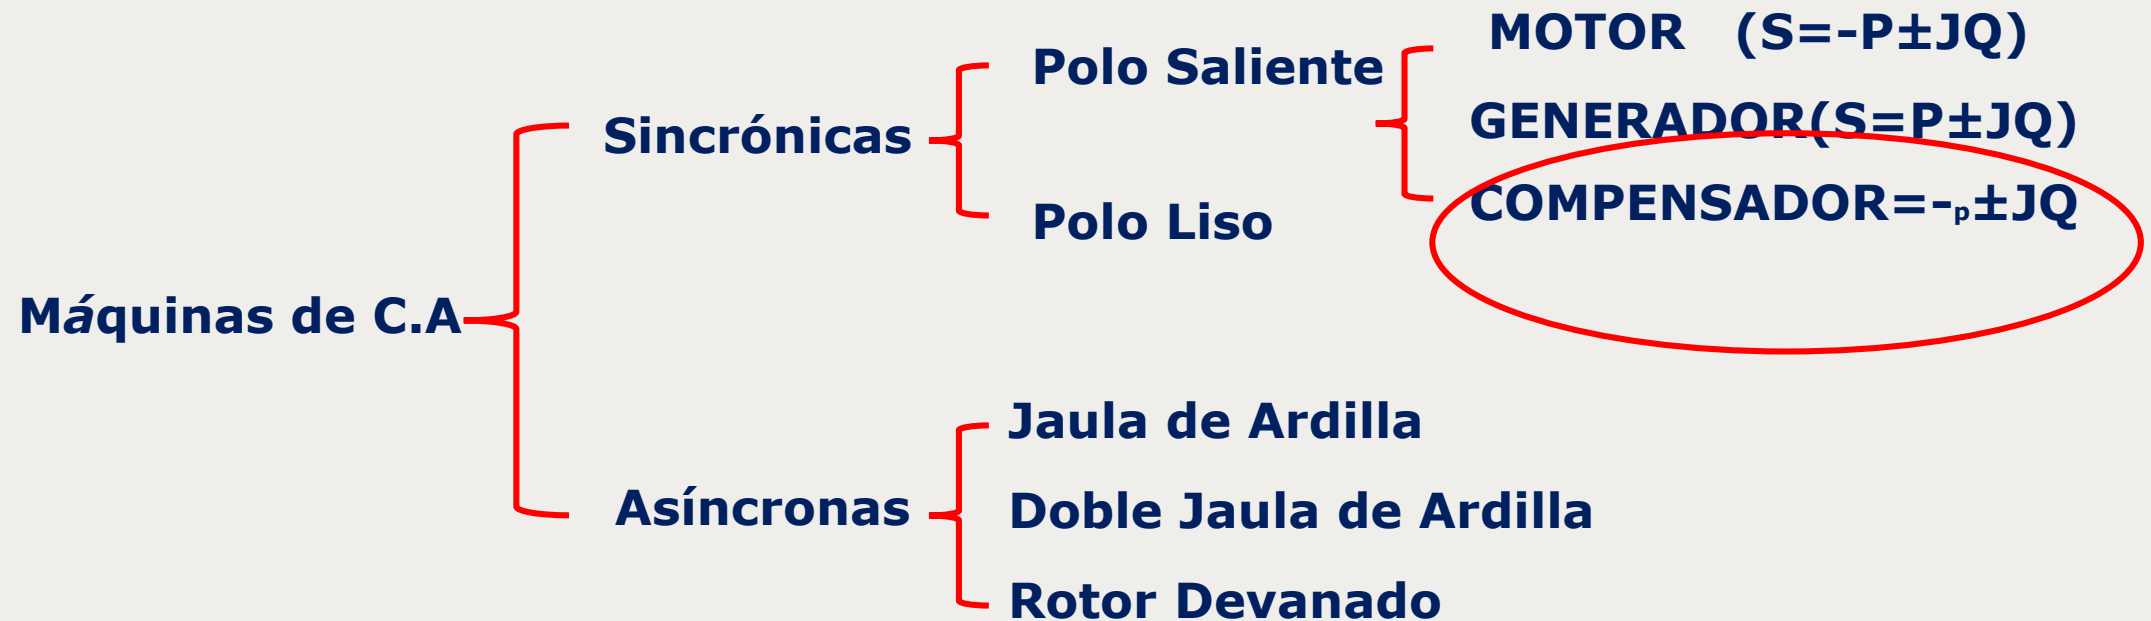 MOTOR (S=-P±JQ)
Polo Saliente
GENERADOR(S=P±JQ)
Sincrónicas
COMPENSADOR=-p±JQ
Polo Liso
Máquinas de C.A
Jaula de Ardilla
Asíncronas
Doble Jaula de Ardilla
Rotor Devanado